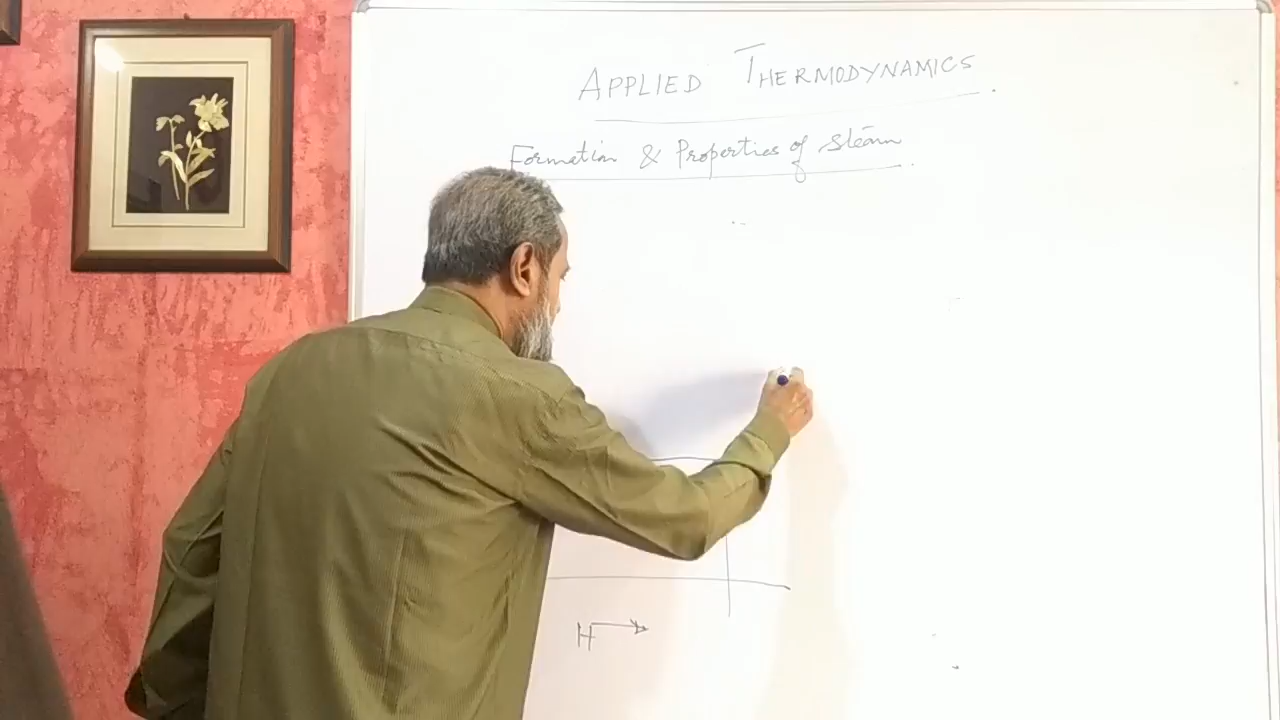 APPLIED THERMODYNAMICS
Formation & Properties of Steam
H